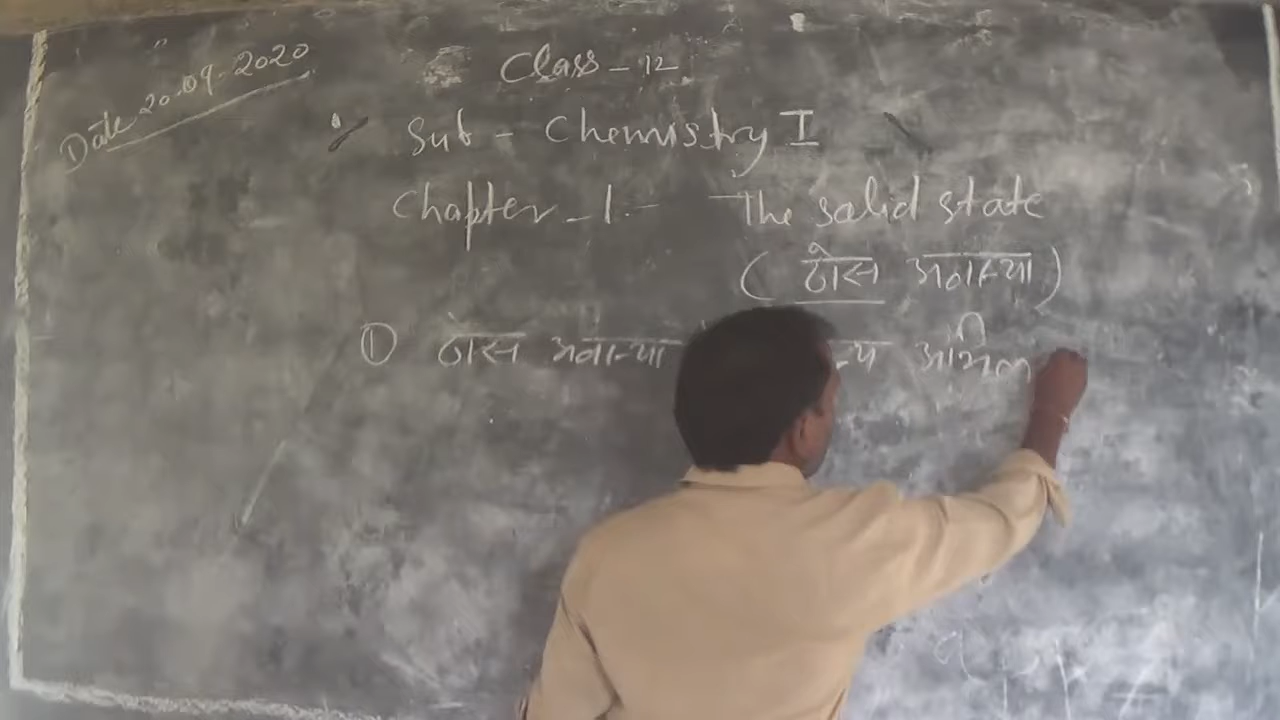 Date 20.09.2020
Class - 12
Sub - Chemistry I
Chapter - 1 :- The solid state
( ठोस अवस्था )
① ठोस अवस्था